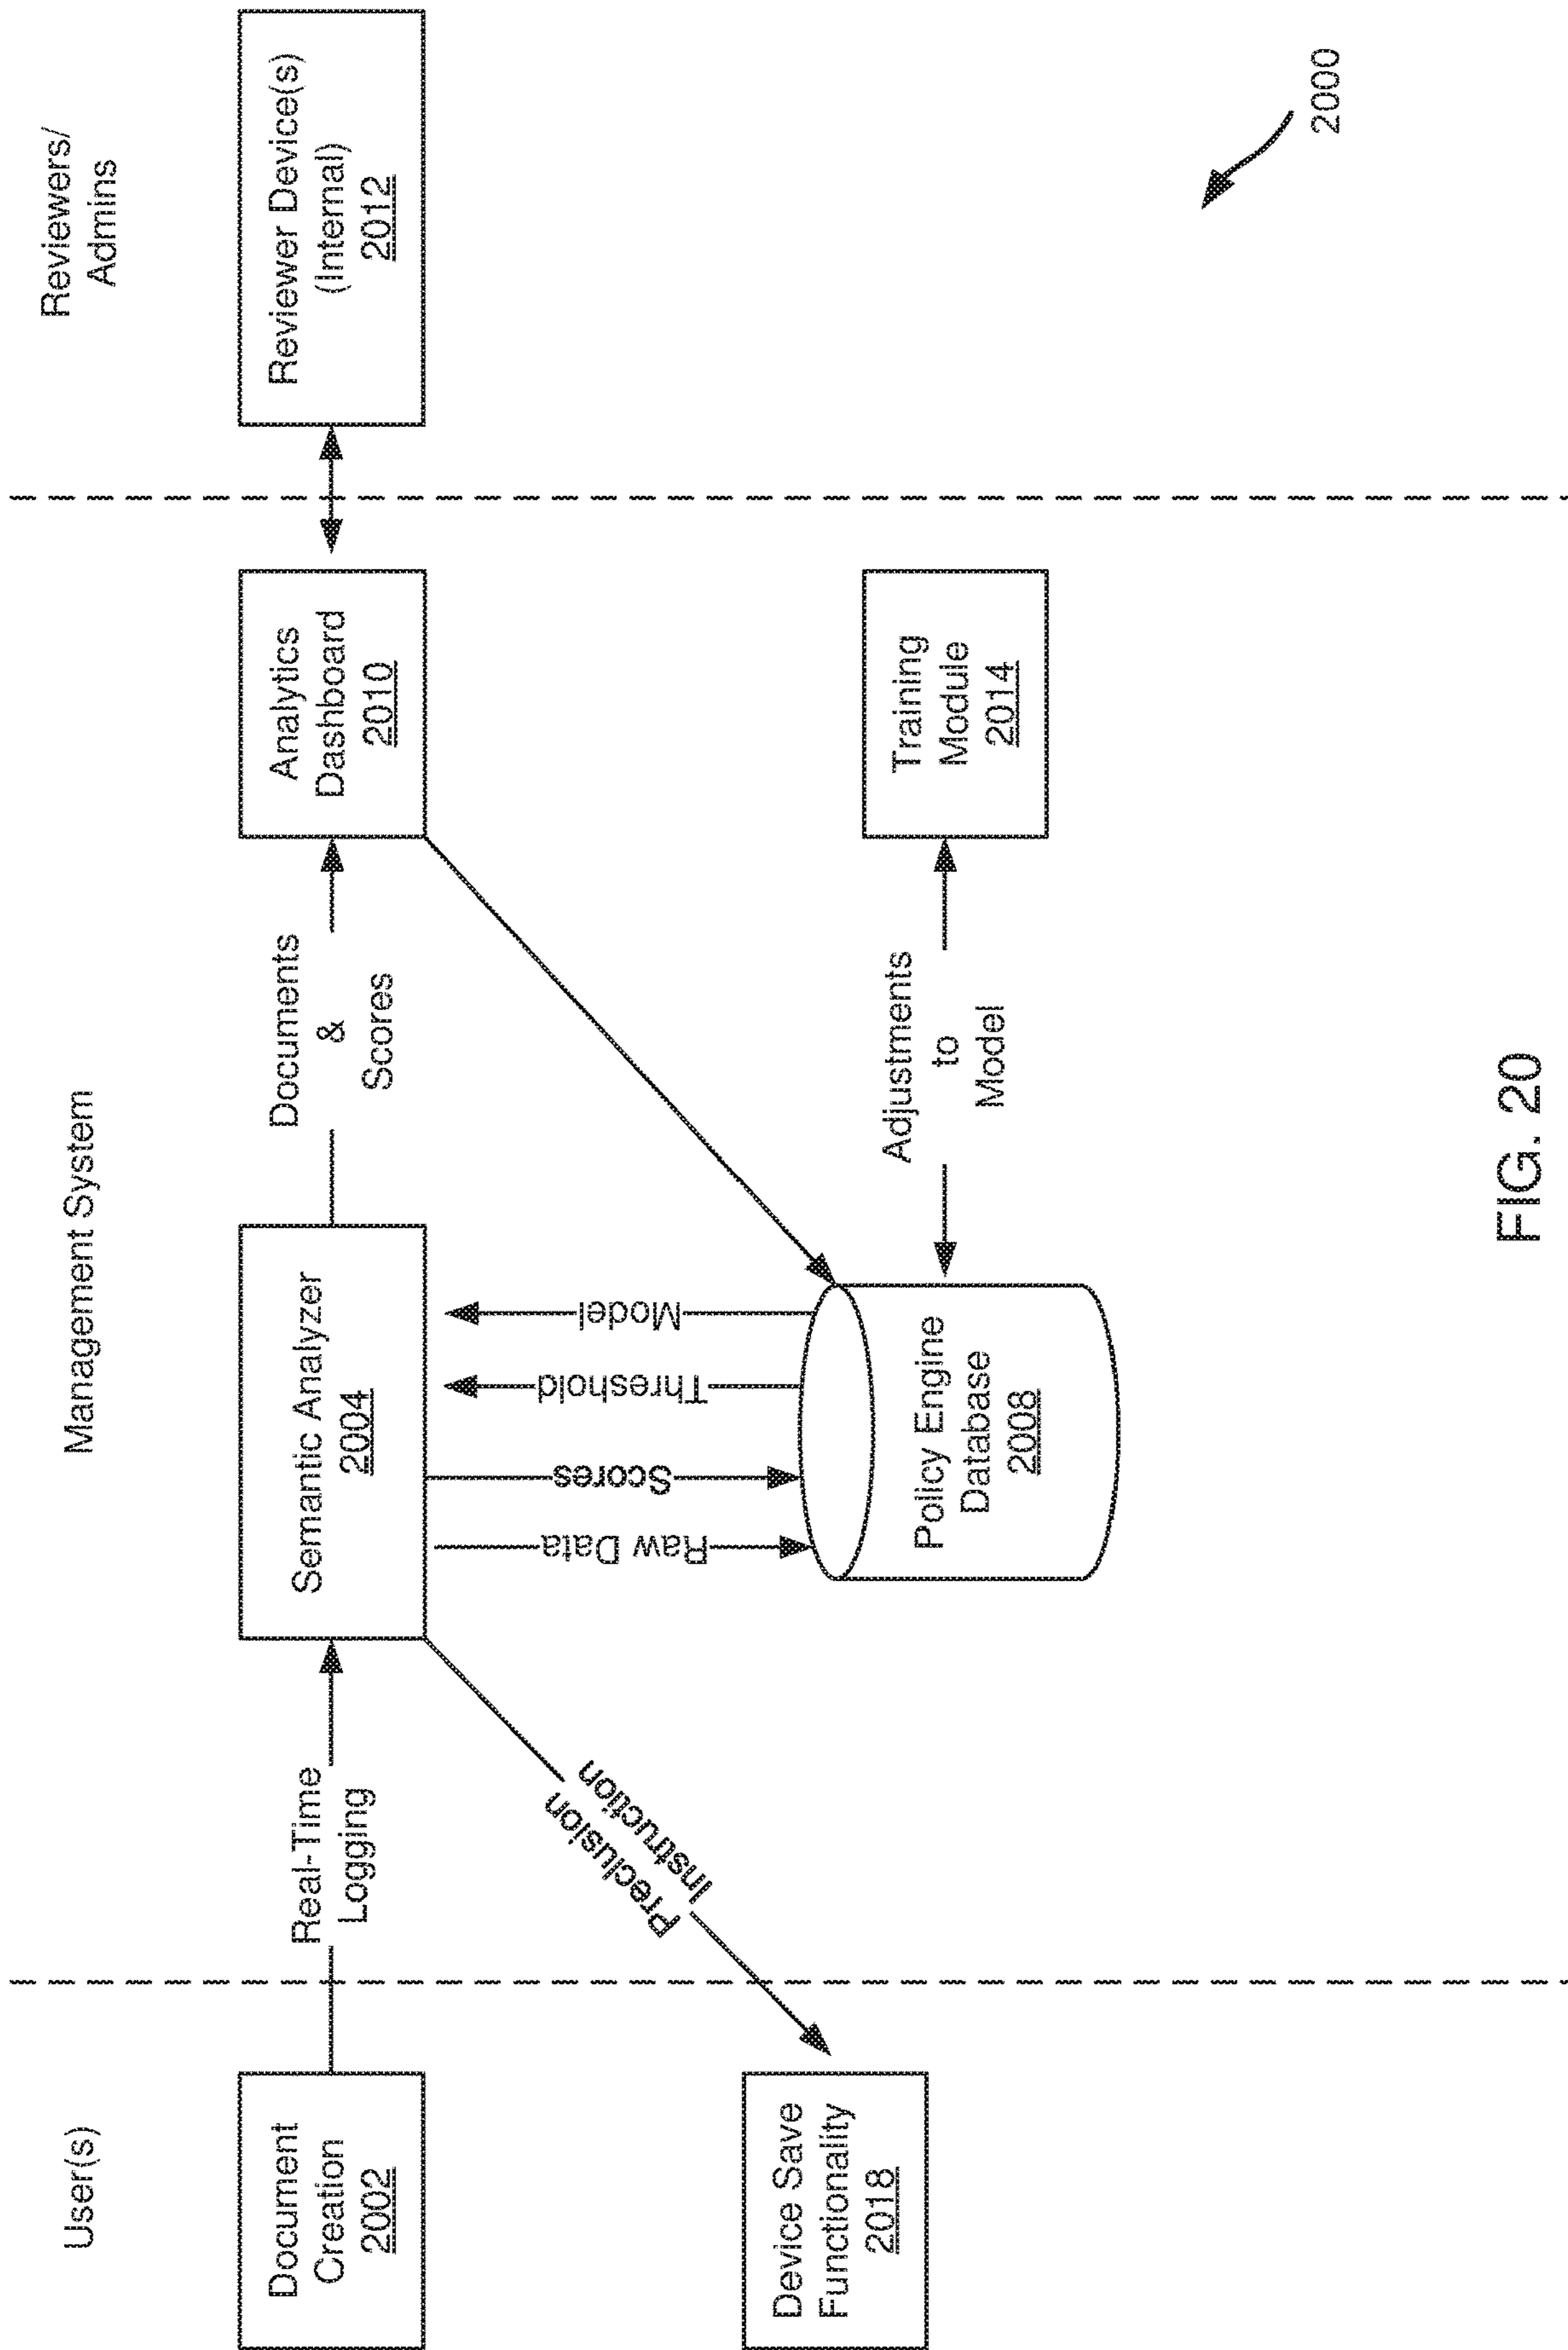 User(s)
Management System
Reviewers/
Admins
Document
Creation
2002
Real-Time
Logging
Semantic Analyzer
2004
Documents
&
Scores
Analytics
Dashboard
2010
Reviewer Device(s)
(Internal)
2012
Preclusion
Instruction
Raw Data
Scores
Threshold
Model
Device Save
Functionality
2018
Policy Engine
Database
2008
Adjustments
to
Model
Training
Module
2014
2000
FIG. 20